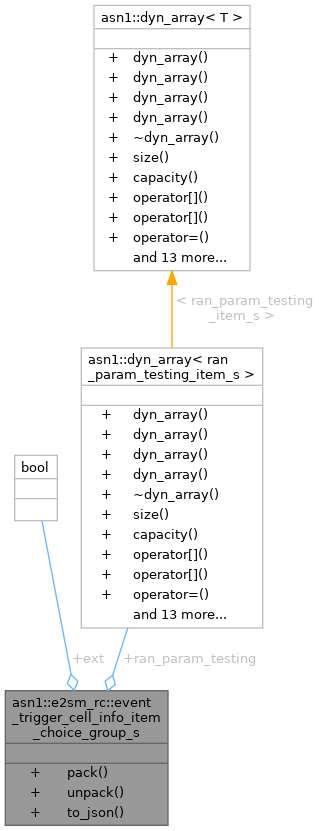 asn1::dyn_array< T >
+ dyn_array()
+ dyn_array()
+ dyn_array()
+ dyn_array()
+ ~dyn_array()
+ size()
+ capacity()
+ operator[]()
+ operator[]()
+ operator=()
and 13 more...
< ran_param_testing
_item_s >
asn1::dyn_array< ran
_param_testing_item_s >
+ dyn_array()
+ dyn_array()
+ dyn_array()
+ dyn_array()
+ ~dyn_array()
+ size()
+ capacity()
+ operator[]()
+ operator[]()
+ operator=()
and 13 more...
bool
+ext
+ran_param_testing
asn1::e2sm_rc::event
_trigger_cell_info_item
_choice_group_s
+ pack()
+ unpack()
+ to_json()